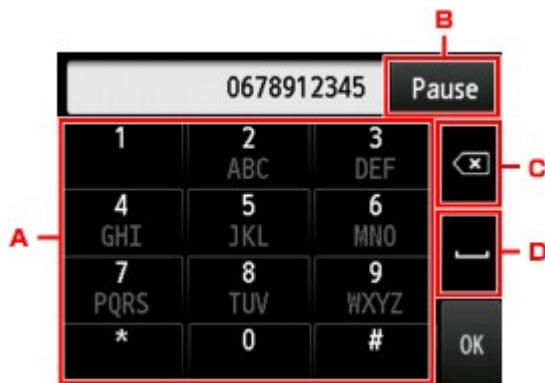 B
0678912345 Pause
1 2 3
ABC DEF
C
4 5 6
A GHI JKL MNO
D
7 8 9
PQRS TUV WXYZ
* 0 # OK